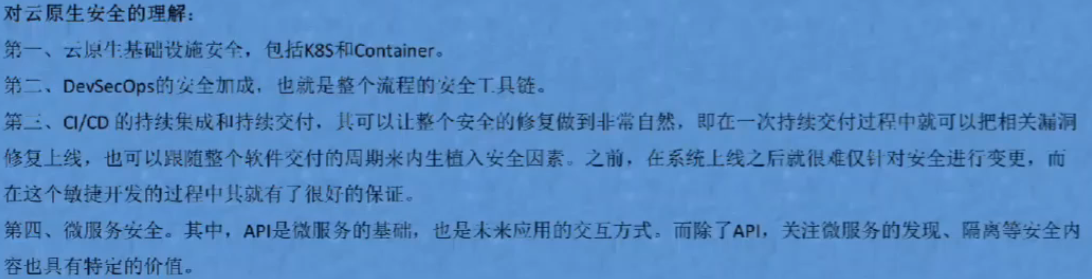 对云原生安全的理解：
第一、云原生基础设施安全，包括K8S和Container。
第二、DevSecOps的安全加成，也就是整个流程的安全工具链。
第三、CI/CD 的持续集成和持续交付，其可以让整个安全的修复做到非常自然，即在一次持续交付过程中就可以把相关漏洞
修复上线，也可以跟随整个软件交付的周期来内生植入安全因素。之前，在系统上线之后就很难仅针对安全进行变更，而
在这个敏捷开发的过程中其就有了很好的保证。
第四、微服务安全。其中，API是微服务的基础，也是未来应用的交互方式。而除了API，关注微服务的发现、隔离等安全内
容也具有特定的价值。